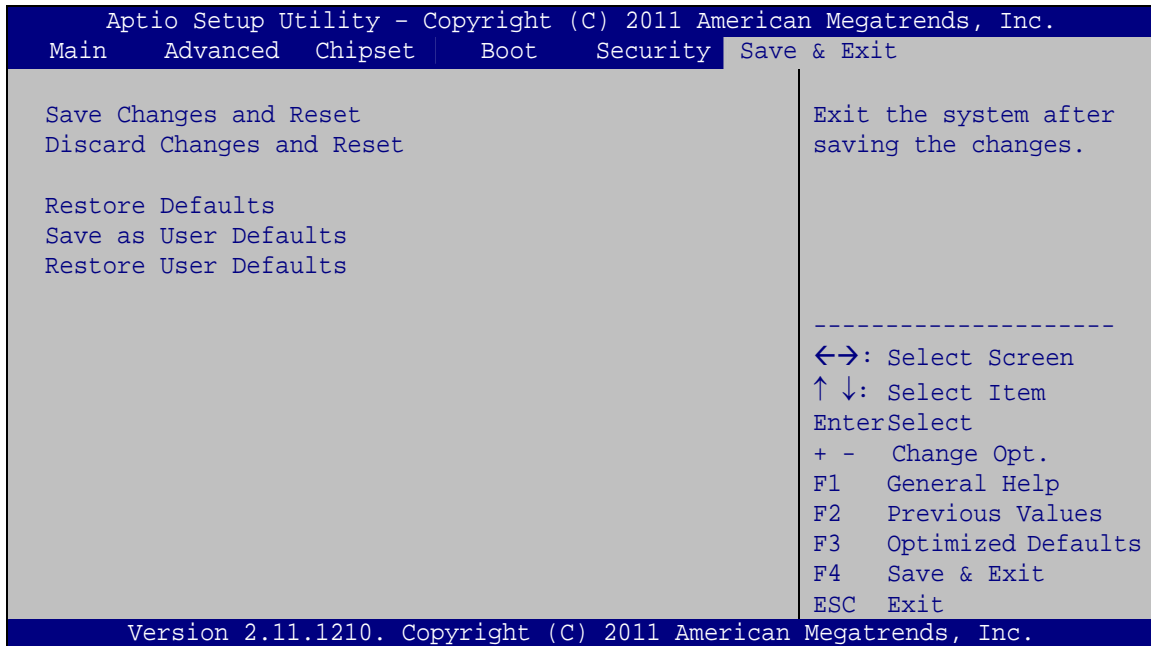 Aptio Setup Utility – Copyright (C) 2011 American Megatrends, Inc.
Main Advanced Chipset Boot Security Save & Exit
Save Changes and Reset
Discard Changes and Reset
Restore Defaults
Save as User Defaults
Restore User Defaults
Exit the system after
saving the changes.
---------------------
←→: Select Screen
↑ ↓: Select Item
EnterSelect
+ - Change Opt.
F1 General Help
F2 Previous Values
F3 Optimized Defaults
F4 Save & Exit
ESC Exit
Version 2.11.1210. Copyright (C) 2011 American Megatrends, Inc.